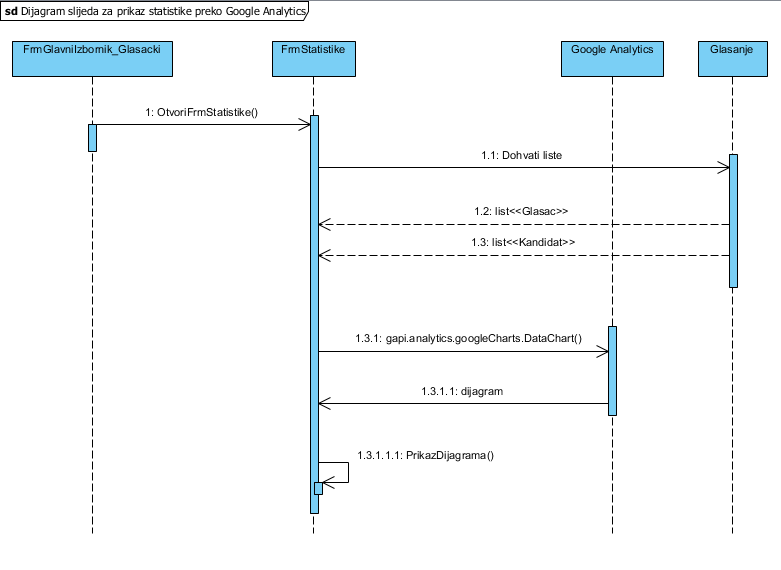 sd Dijagram slijeda za prikaz statistike preko Google Analytics
FrmGlavniIzbornik_Glasacki
FrmStatistike
Google Analytics
Glasanje
1: OtvoriFrmStatistike()
1.1: Dohvati liste
1.2: list<<Glasac>>
1.3: list<<Kandidat>>
1.3.1: gapi.analytics.googleCharts.DataChart()
1.3.1.1: dijagram
1.3.1.1.1: PrikazDijagrama()